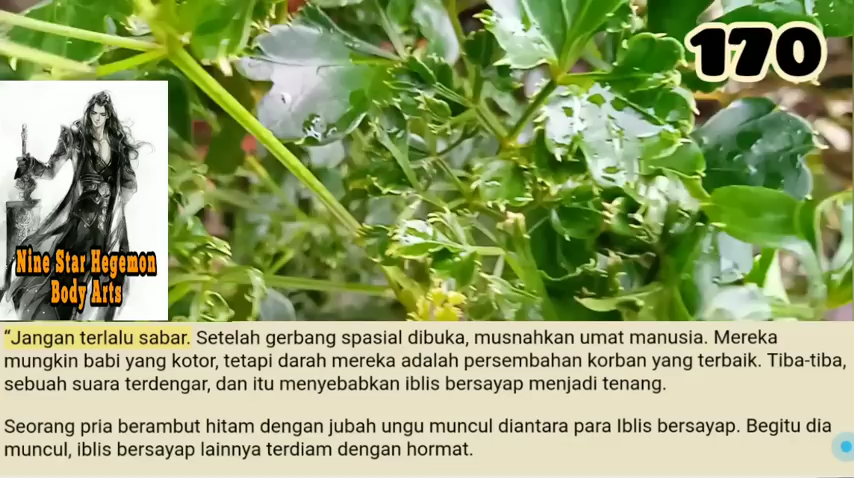 170
Nine Star Hegemon
Body Arts
“Jangan terlalu sabar. Setelah gerbang spasial dibuka, musnahkan umat manusia. Mereka
mungkin babi yang kotor, tetapi darah mereka adalah persembahan korban yang terbaik. Tiba-tiba,
sebuah suara terdengar, dan itu menyebabkan iblis bersayap menjadi tenang.
Seorang pria berambut hitam dengan jubah ungu muncul diantara para Iblis bersayap. Begitu dia
muncul, iblis bersayap lainnya terdiam dengan hormat.